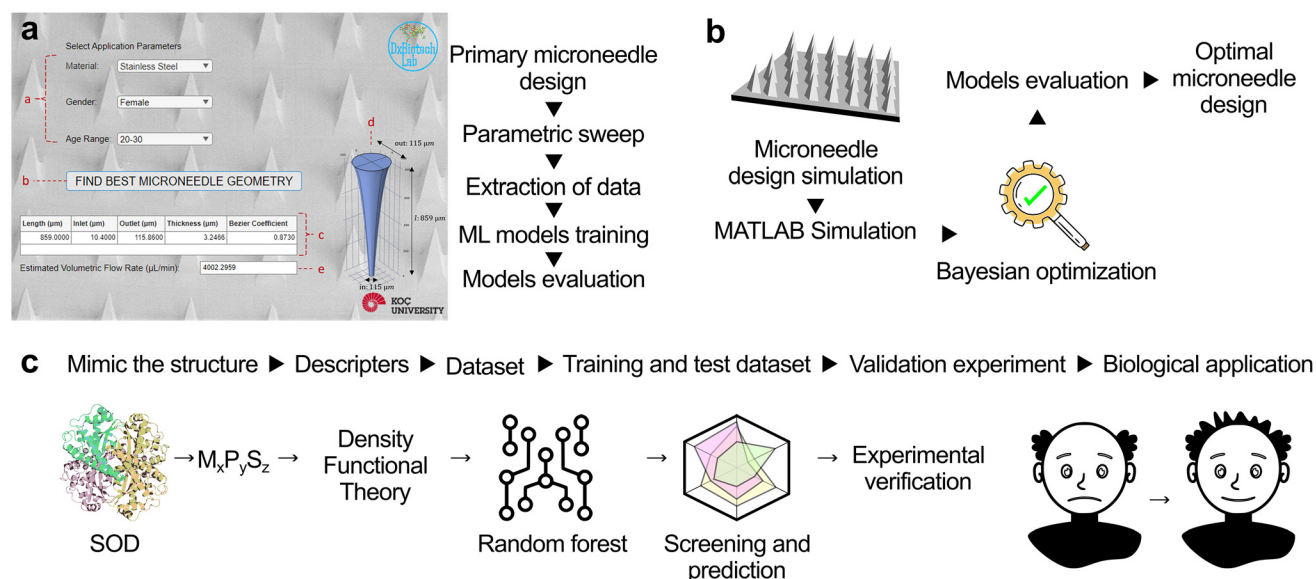 a
Select Application Parameters
Material:
Stainless Steel
Gender:
Female
Age Range:
20-30
a
b
FIND BEST MICRONEEDLE GEOMETRY
Length (µm) Inlet (µm) Outlet (µm) Thickness (µm) Bezier Coefficient
859.0000 10.4000 115.8600 3.2466 0.8730
c
Estimated Volumetric Flow Rate (µL/min):
4002.2959
e
DxBiotech
Lab
d
out: 115 µm
l: 859 µm
in: 115 µm
KOÇ
UNIVERSITY
Primary microneedle
design
Parametric sweep
Extraction of data
ML models training
Models evaluation
b
Microneedle
design simulation
MATLAB Simulation
Bayesian optimization
Models evaluation
Optimal
microneedle
design
c
Mimic the structure ▶ Descripters ▶ Dataset ▶ Training and test dataset ▶ Validation experiment ▶ Biological application
SOD
MxPySz
Density
Functional
Theory
Random forest
Screening and
prediction
Experimental
verification